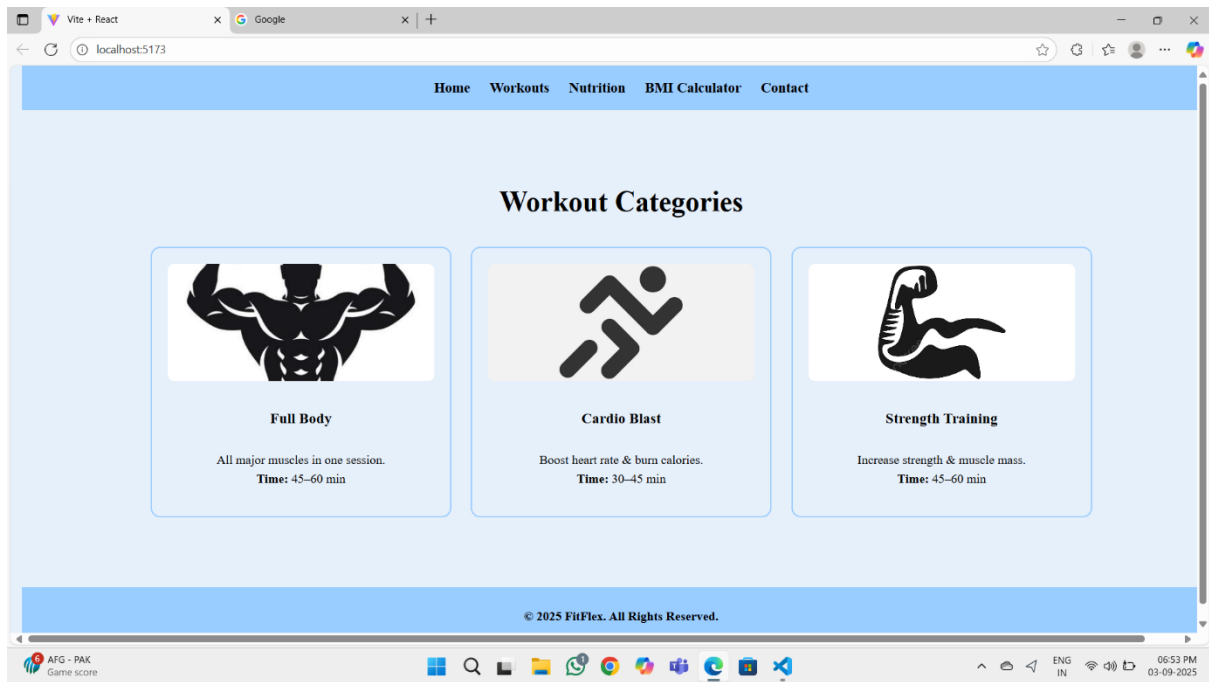 Vite + React
Google
localhost:5173
Home Workouts Nutrition BMI Calculator Contact
Workout Categories
Full Body
All major muscles in one session.
Time: 45–60 min
Cardio Blast
Boost heart rate & burn calories.
Time: 30–45 min
Strength Training
Increase strength & muscle mass.
Time: 45–60 min
© 2025 FitFlex. All Rights Reserved.
6
AFG - PAK
Game score
1
ENG
IN
06:53 PM
03-09-2025